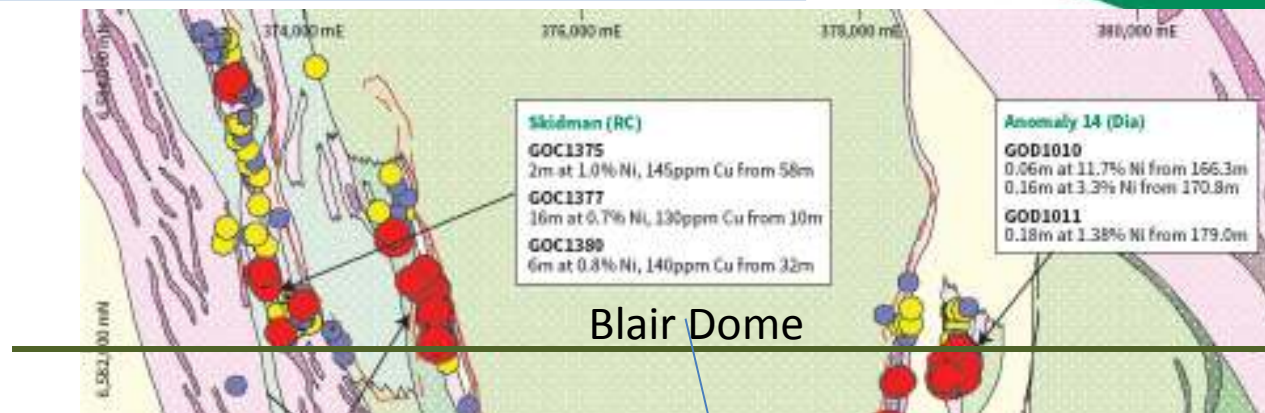 374,000 mE
376,000 mE
378,000 mE
380,000 mE
Skidman (RC)
GOC1375
2m at 1.0% Ni, 145ppm Cu from 58m
GOC1377
16m at 0.7% Ni, 130ppm Cu from 10m
GOC1380
6m at 0.8% Ni, 140ppm Cu from 32m
Anomaly 14 (Dia)
GOD1010
0.06m at 11.7% Ni from 166.3m
0.16m at 3.3% Ni from 170.8m
GOD1011
0.18m at 1.38% Ni from 179.0m
Blair Dome
6,582,000 mN